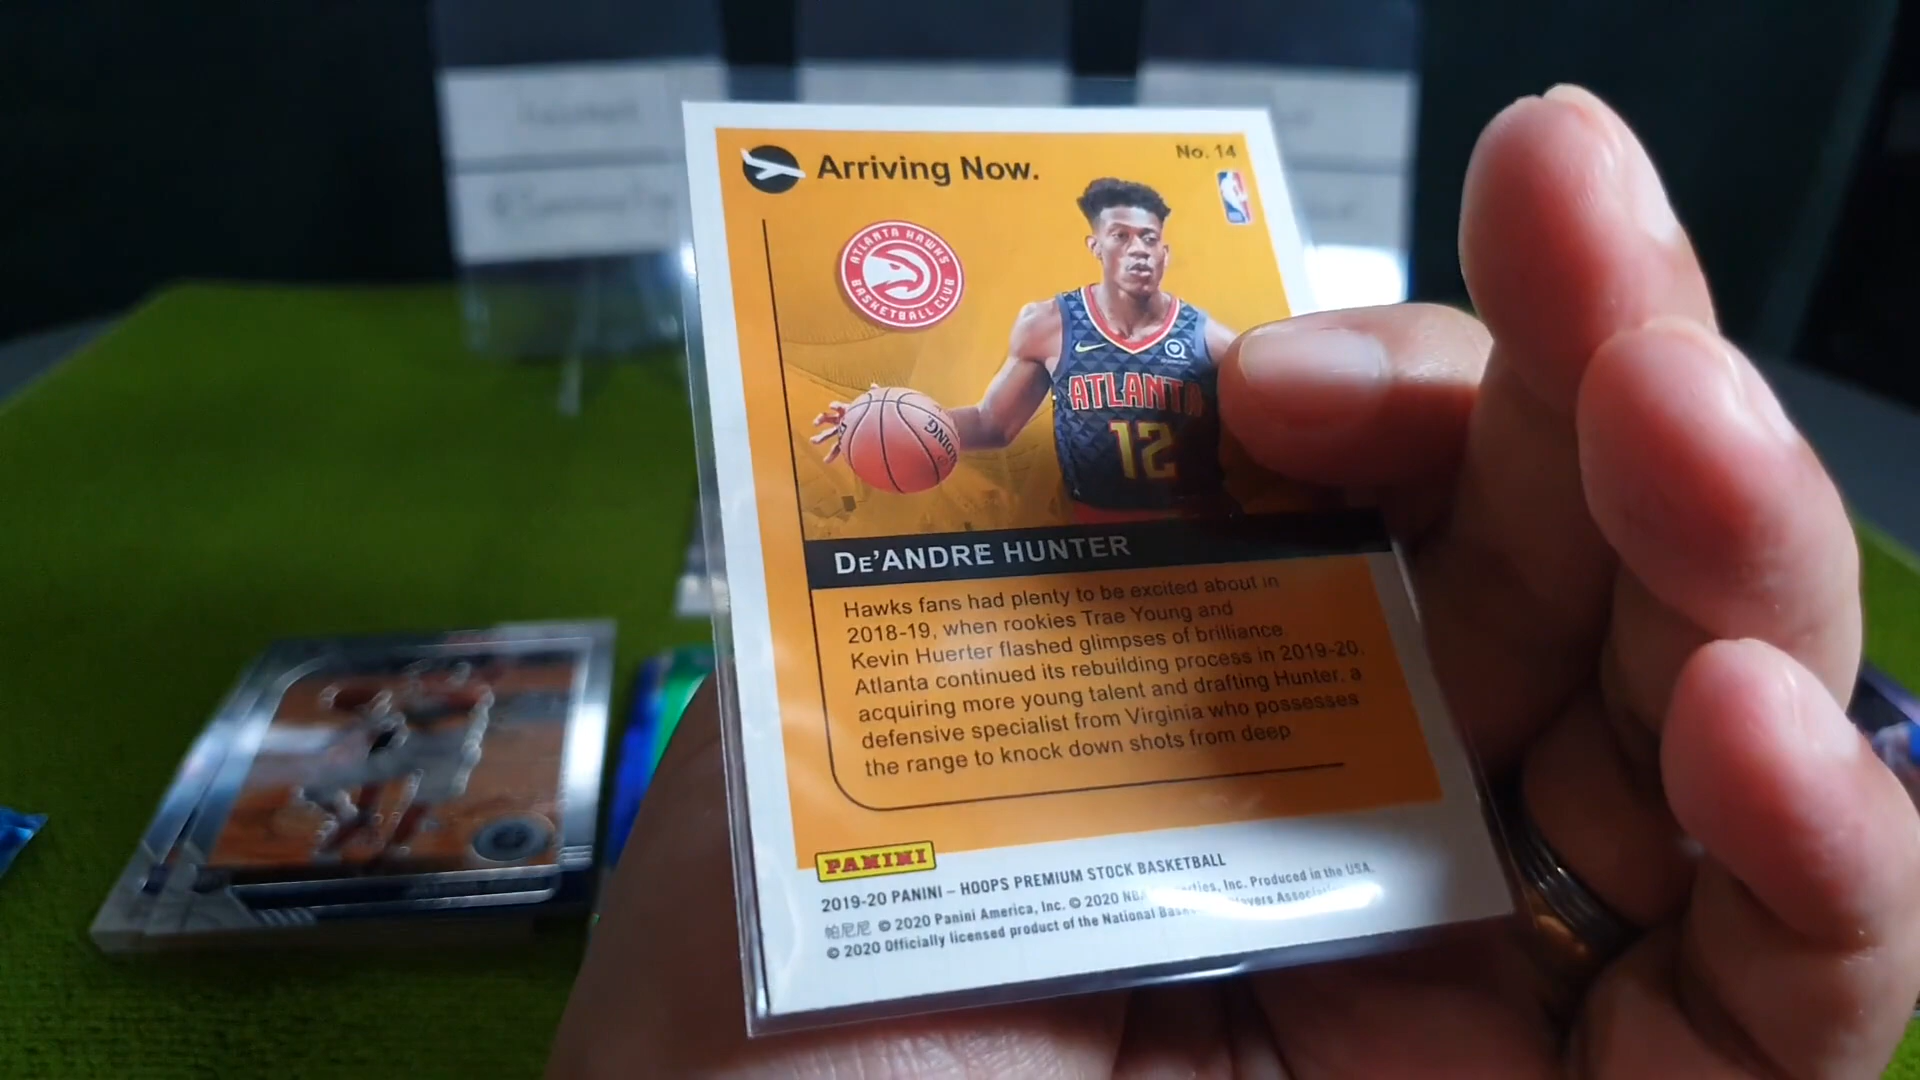 Arriving Now.
No. 14
ATLANTA HAWKS
BASKETBALL CLUB
SPALDING
ATLANTA
12
De'ANDRE HUNTER
Hawks fans had plenty to be excited about in
2018-19, when rookies Trae Young and
Kevin Huerter flashed glimpses of brilliance.
Atlanta continued its rebuilding process in 2019-20,
acquiring more young talent and drafting Hunter, a
defensive specialist from Virginia who possesses
the range to knock down shots from deep
PANINI
2019-20 PANINI – HOOPS PREMIUM STOCK BASKETBALL
帕尼尼 © 2020 Panini America, Inc. © 2020 NBA Inc. Produced in the USA.
© 2020 Officially licensed product of the National